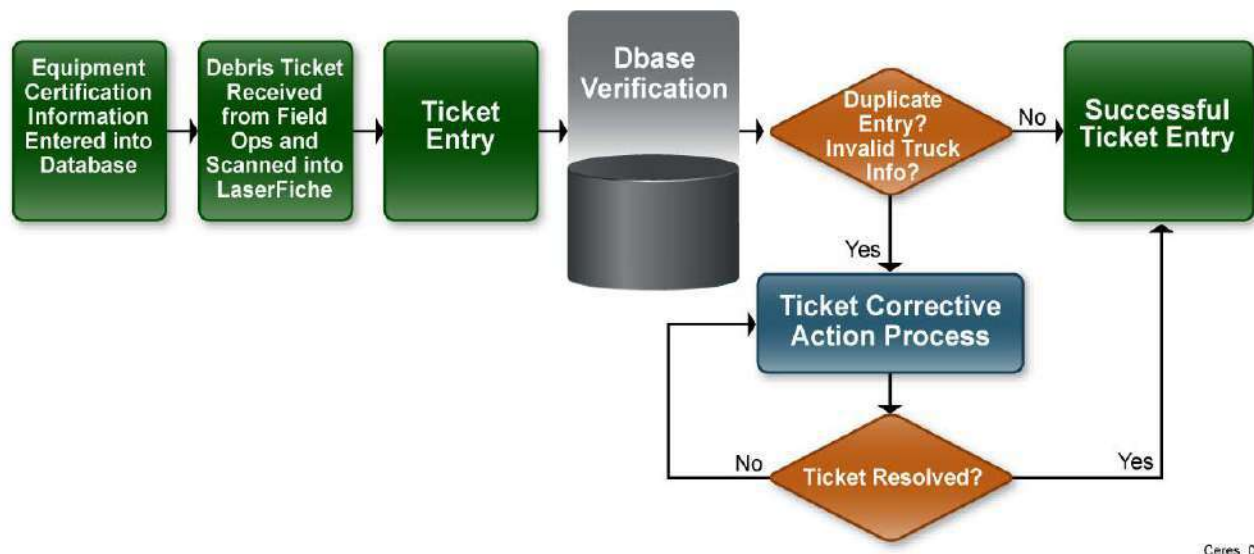 Equipment
Certification
Information
Entered into
Database
Debris Ticket
Received
from Field
Ops and
Scanned into
LaserFiche
Ticket
Entry
Dbase
Verification
Duplicate
Entry?
Invalid Truck
Info?
No
Successful
Ticket Entry
Yes
Ticket Corrective
Action Process
No
Ticket Resolved?
Yes
Ceres